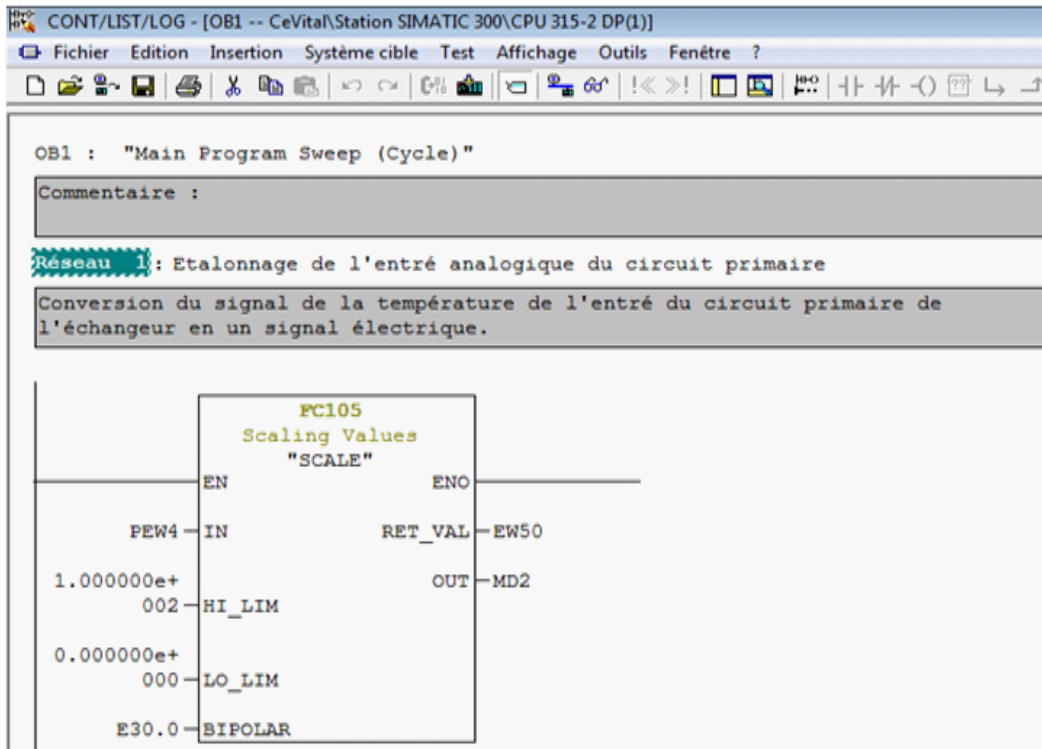 CONT/LIST/LOG - [OB1 -- CeVital\Station SIMATIC 300\CPU 315-2 DP(1)]
Fichier Edition Insertion Système cible Test Affichage Outils Fenêtre ?
OB1 : "Main Program Sweep (Cycle)"
Commentaire :
Réseau 1 : Etalonnage de l'entré analogique du circuit primaire
Conversion du signal de la température de l'entré du circuit primaire de
l'échangeur en un signal électrique.
FC105
Scaling Values
"SCALE"
EN ENO
PEW4 IN RET_VAL EW50
1.000000e+ OUT MD2
002 HI_LIM
0.000000e+
000 LO_LIM
E30.0 BIPOLAR